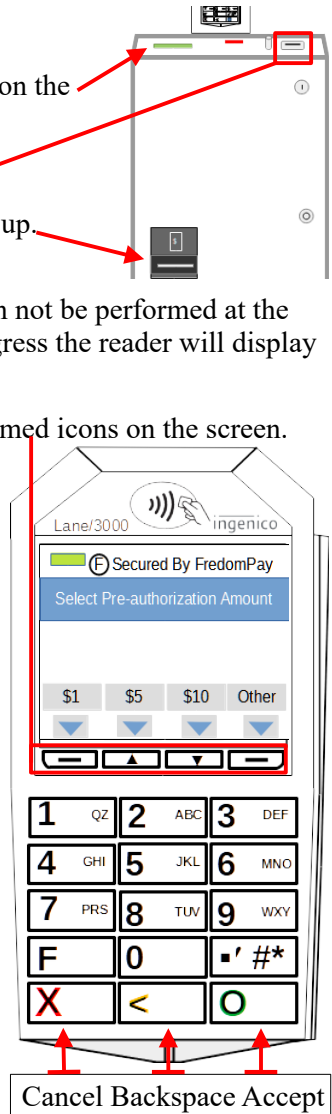 on the
up.
n not be performed at the
gress the reader will display
med icons on the screen.
Lane/3000 ingenico
F Secured By FredomPay
Select Pre-authorization Amount
$1 $5 $10 Other
1 QZ 2 ABC 3 DEF
4 GHI 5 JKL 6 MNO
7 PRS 8 TUV 9 WXY
F 0 ▪' #*
X < O
Cancel Backspace Accept